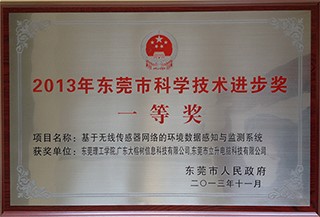 2013年东莞市科学技术进步奖
一等奖
项目名称：基于无线传感器网络的环境数据感知与监测系统
获奖单位：东莞理工学院,广东大榕树信息科技有限公司,东莞市立升电脑科技有限公司
东莞市人民政府
二〇一三年十一月